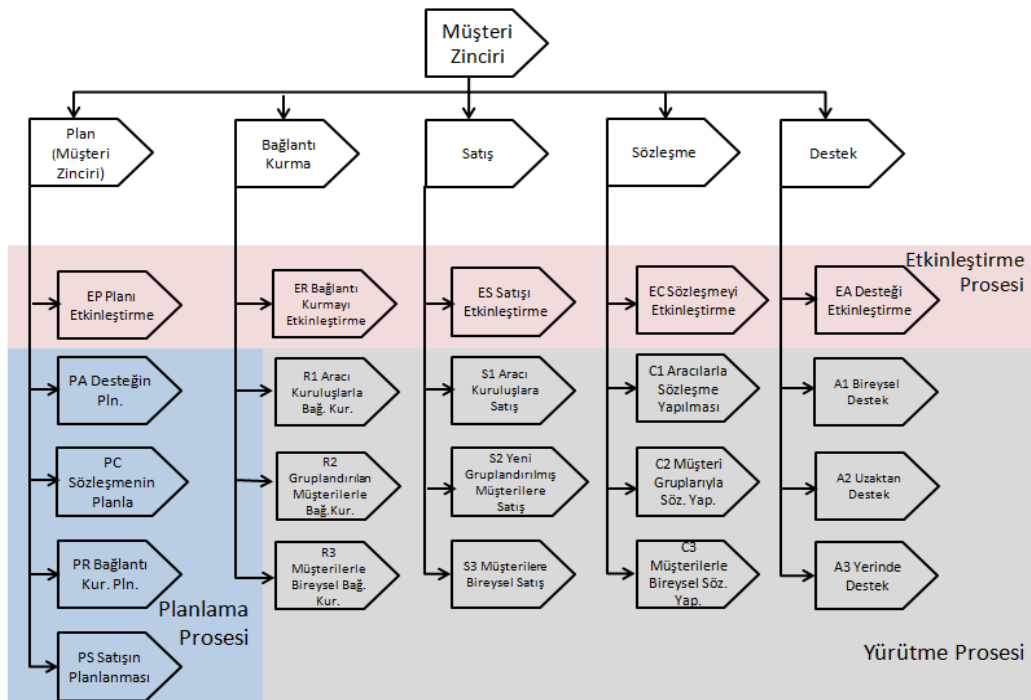 Müşteri
Zinciri
Plan
(Müşteri
Zinciri)
Bağlantı
Kurma
Satış
Sözleşme
Destek
Etkinleştirme
Prosesi
EP Planı
Etkinleştirme
ER Bağlantı
Kurmayı
Etkinleştirme
ES Satışı
Etkinleştirme
EC Sözleşmeyi
Etkinleştirme
EA Desteği
Etkinleştirme
PA Desteğin
Pln.
R1 Aracı
Kuruluşlarla
Bağ. Kur.
S1 Aracı
Kuruluşlara
Satış
C1 Aracılarla
Sözleşme
Yapılması
A1 Bireysel
Destek
PC
Sözleşmenin
Planla
R2
Gruplandırılan
Müşterilerle
Bağ.Kur.
S2 Yeni
Gruplandırılmış
Müşterilere
Satış
C2 Müşteri
Gruplarıyla
Söz. Yap.
A2 Uzaktan
Destek
PR Bağlantı
Kur. Pln.
R3
Müşterilerle
Bireysel Bağ.
Kur.
S3 Müşterilere
Bireysel Satış
C3
Müşterilerle
Bireysel Söz.
Yap.
A3 Yerinde
Destek
Planlama
Prosesi
PS Satışın
Planlanması
Yürütme Prosesi